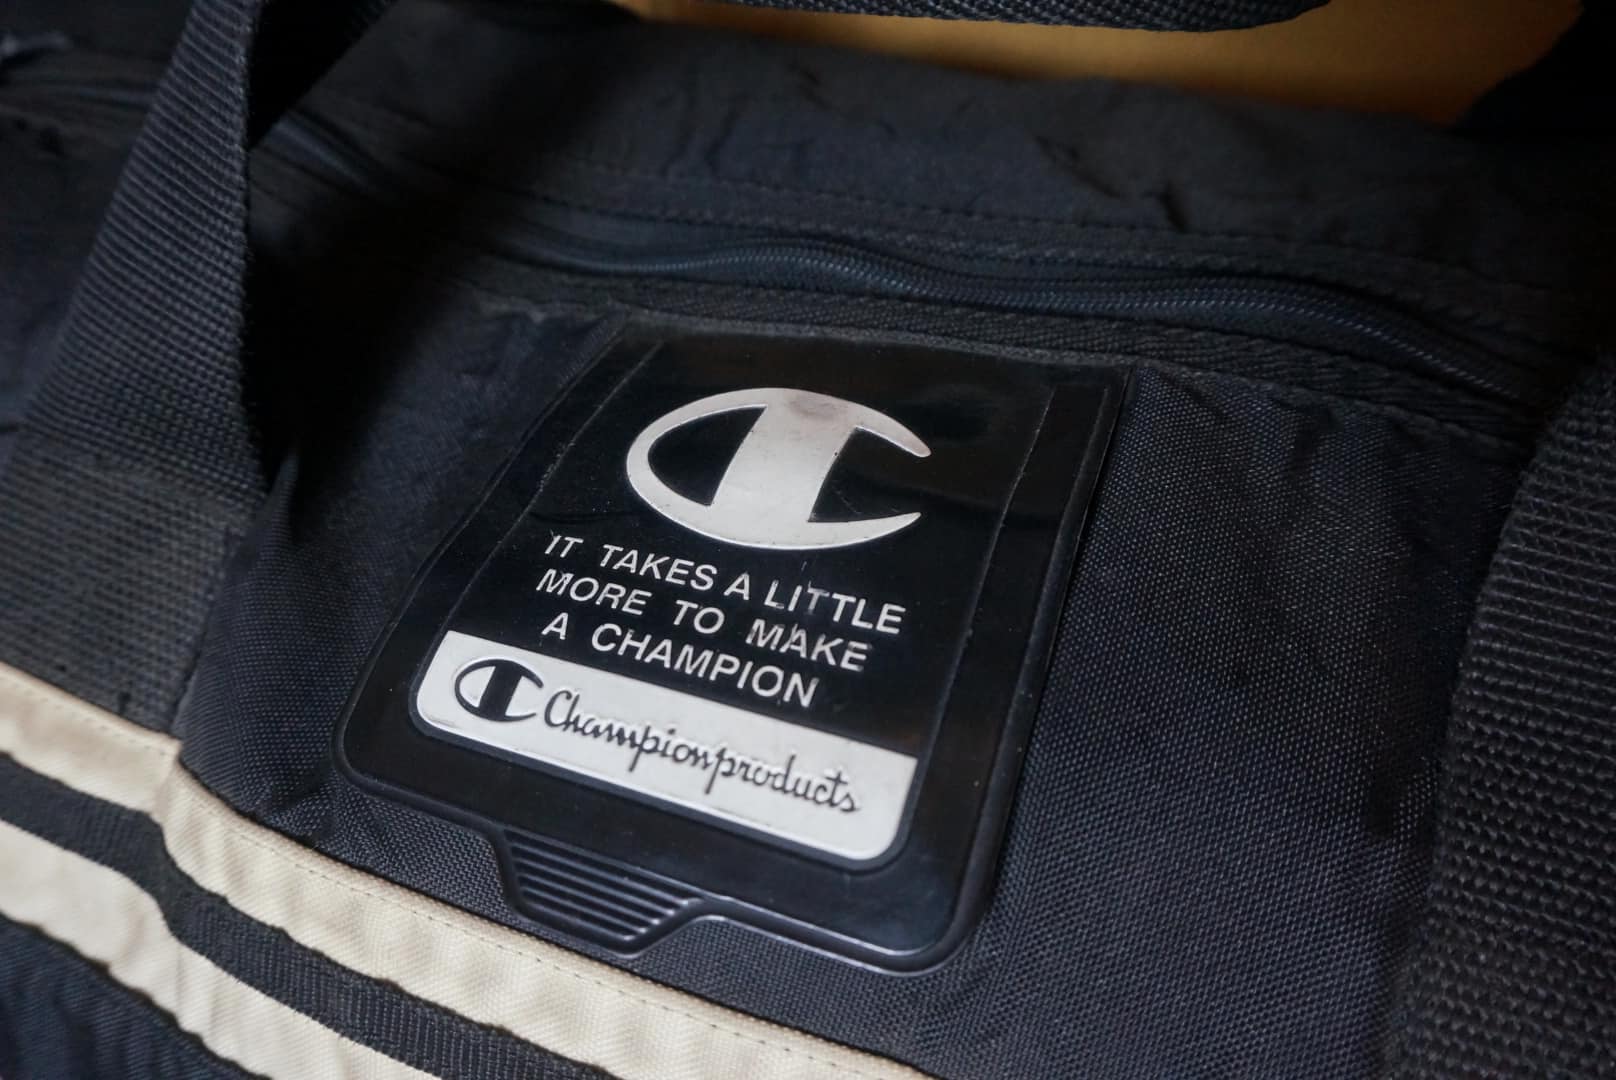 IT TAKES A LITTLE
MORE TO MAKE
A CHAMPION
Championproducts